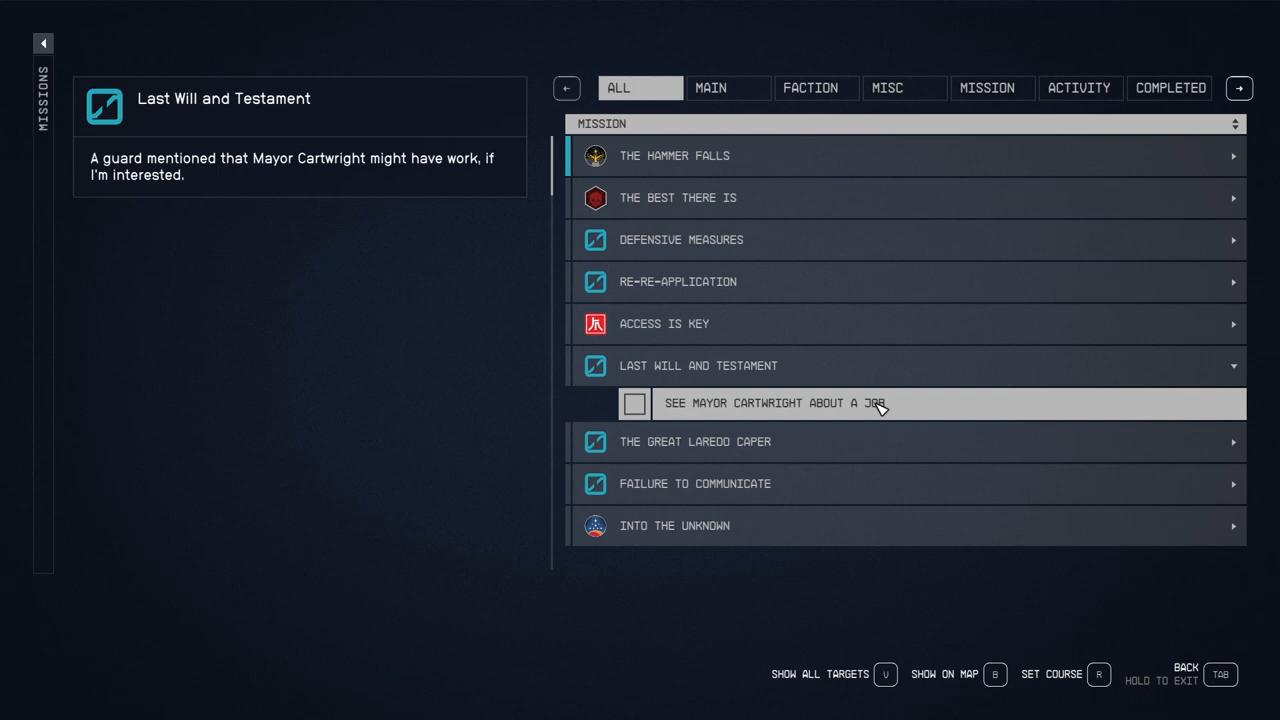 MISSIONS
Last Will and Testament
A guard mentioned that Mayor Cartwright might have work, if
I'm interested.
ALL
MAIN
FACTION
MISC
MISSION
ACTIVITY
COMPLETED
MISSION
THE HAMMER FALLS
THE BEST THERE IS
DEFENSIVE MEASURES
RE-RE-APPLICATION
ACCESS IS KEY
LAST WILL AND TESTAMENT
SEE MAYOR CARTWRIGHT ABOUT A JOB
THE GREAT LAREDO CAPER
FAILURE TO COMMUNICATE
INTO THE UNKNOWN
SHOW ALL TARGETS V SHOW ON MAP B SET COURSE R BACK TAB
HOLD TO EXIT